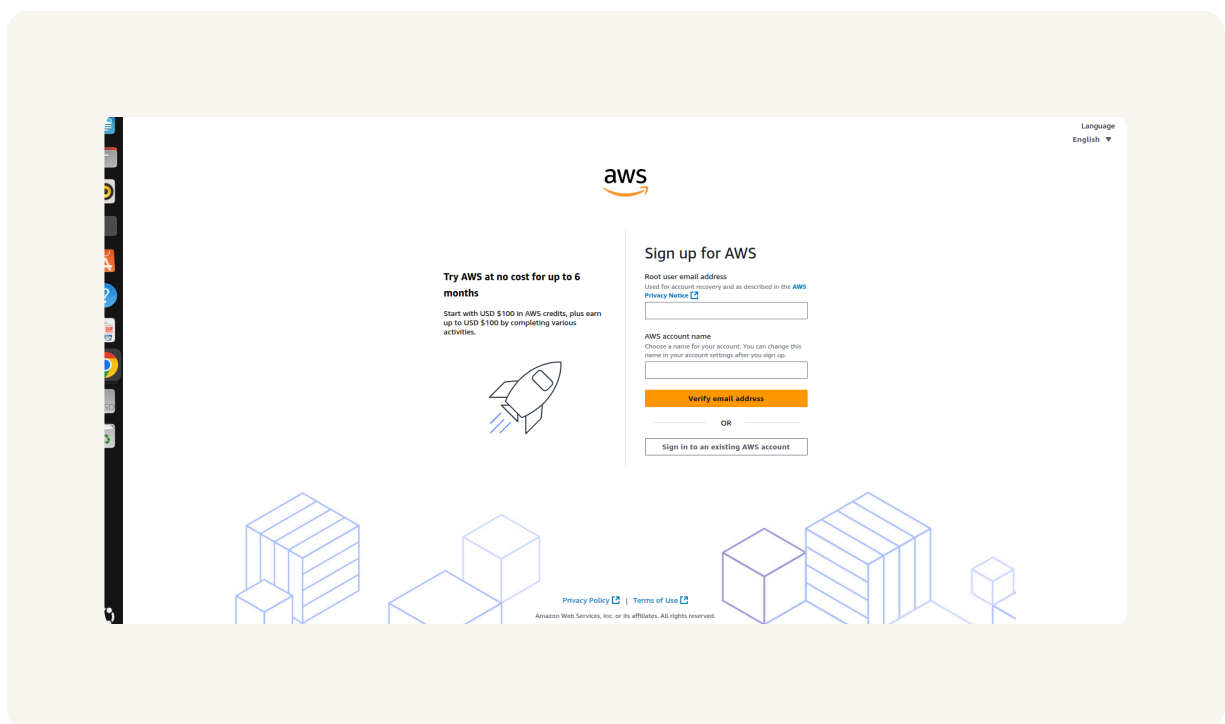 Language
English ▼
aws
Try AWS at no cost for up to 6
months
Start with USD $100 in AWS credits, plus earn
up to USD $100 by completing various
activities.
Sign up for AWS
Root user email address
Used for account recovery and as described in the AWS
Privacy Notice
AWS account name
Choose a name for your account. You can change this
name in your account settings after you sign up.
Verify email address
OR
Sign in to an existing AWS account
Privacy Policy | Terms of Use
Amazon Web Services, Inc. or its affiliates. All rights reserved.